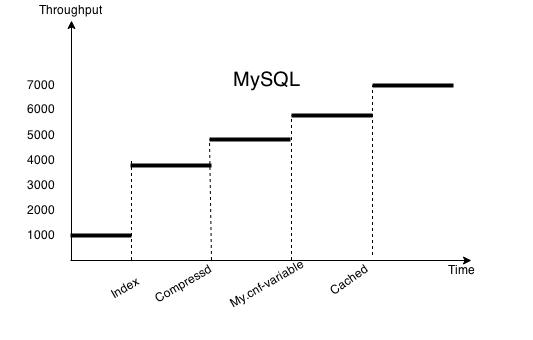 Throughput
MySQL
7000
6000
5000
4000
3000
2000
1000
Index
Compressd
My.cnf-variable
Cached
Time